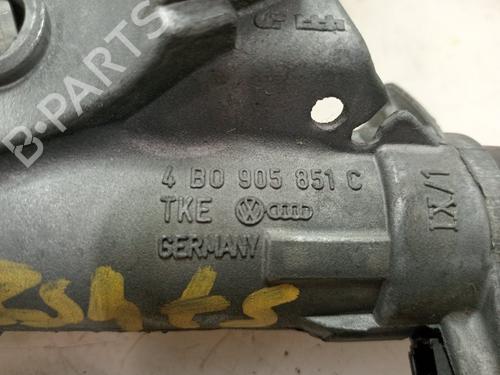 B-PARTS
4 B0 905 851 C
TKE
GERMANY
IX/1